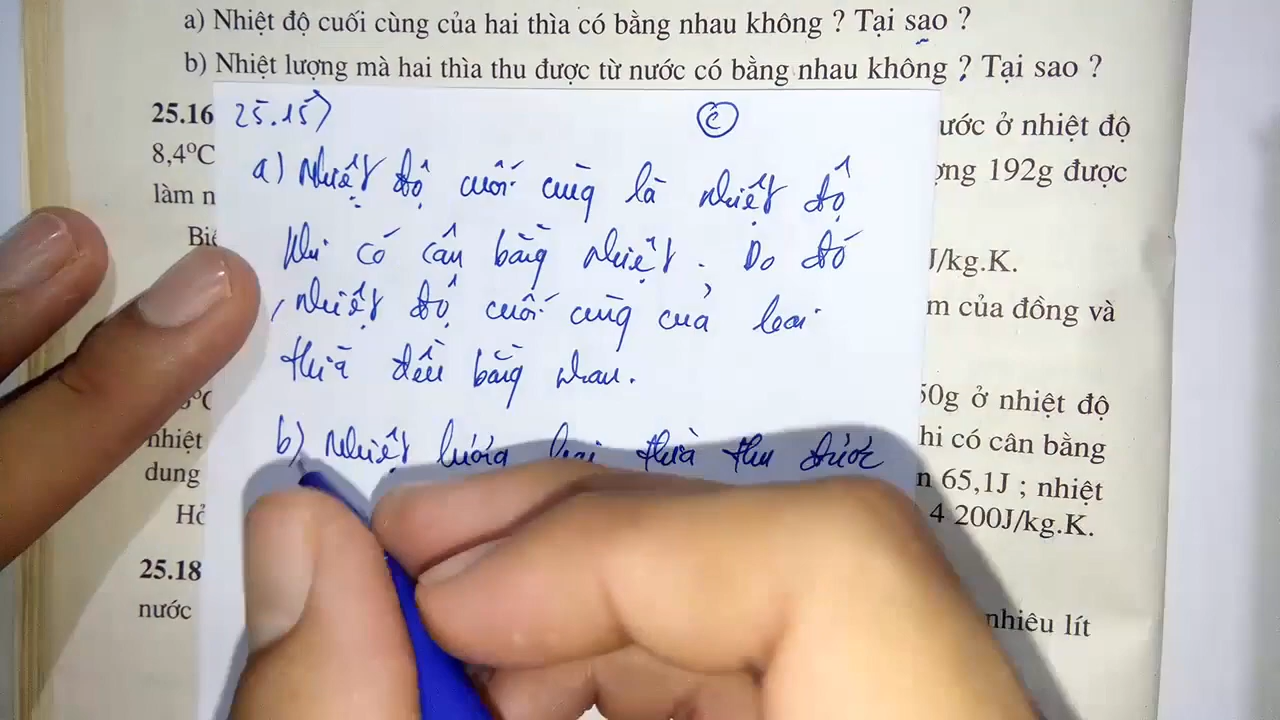 a) Nhiệt độ cuối cùng của hai thìa có bằng nhau không ? Tại sao ?
b) Nhiệt lượng mà hai thìa thu được từ nước có bằng nhau không ? Tại sao ?
25.16
25.15)
c
ước ở nhiệt độ
8,4°C
a) Nhiệt độ cuối cùng là nhiệt độ
ợng 192g được
làm n
Khi có cân bằng nhiệt. Do đó
Biế
J/kg.K.
, nhiệt độ cuối cùng của hai
m của đồng và
thìa đều bằng nhau.
°C
50g ở nhiệt độ
nhiệt
b) Nhiệt lượng hai thìa thu được
hi có cân bằng
dung
n 65,1J ; nhiệt
Hỏ
4 200J/kg.K.
25.18
nước
nhiêu lít